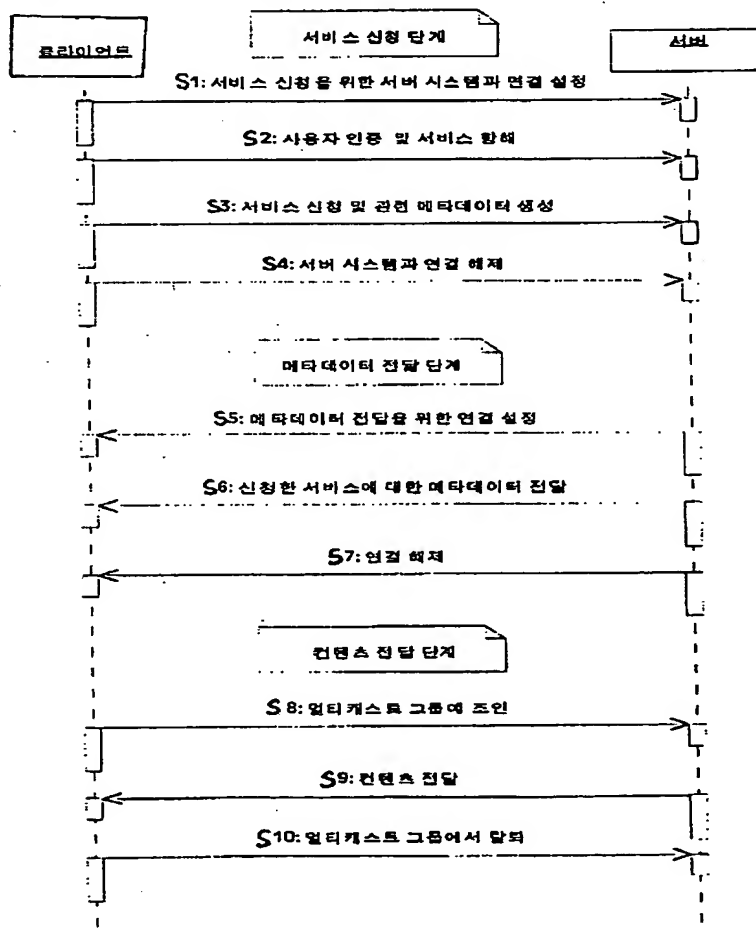 클라이언트
서비스 신청 단계
서버
S1: 서비스 신청을 위한 서버 시스템과 연결 설정
S2: 사용자 인증 및 서비스 항해
S3: 서비스 신청 및 관련 메타데이터 생성
S4: 서버 시스템과 연결 해제
메타데이터 전달 단계
S5: 메타데이터 전달을 위한 연결 설정
S6: 신청한 서비스에 대한 메타데이터 전달
S7: 연결 해제
컨텐츠 전달 단계
S8: 멀티캐스트 그룹에 조인
S9: 컨텐츠 전달
S10: 멀티캐스트 그룹에서 탈퇴